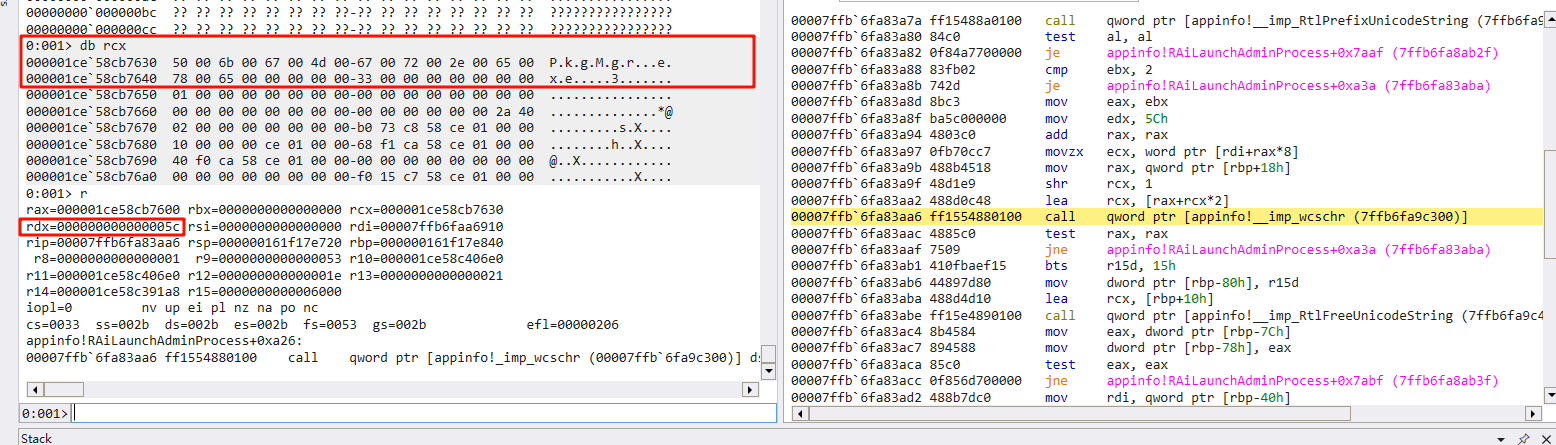 00000000`000000bc  ?? ?? ?? ?? ?? ?? ?? ??-?? ?? ?? ?? ?? ?? ?? ??  ????????????????
00000000`000000cc  ?? ?? ?? ?? ?? ?? ?? ??-?? ?? ?? ?? ?? ?? ?? ??  ????????????????
0:001> db rcx
000001ce`58cb7630  50 00 6b 00 67 00 4d 00-67 00 72 00 2e 00 65 00  P.k.g.M.g.r...e.
000001ce`58cb7640  78 00 65 00 00 00 00 00-33 00 00 00 00 00 00 00  x.e.....3.......
000001ce`58cb7650  01 00 00 00 00 00 00 00-00 00 00 00 00 00 00 00  ................
000001ce`58cb7660  00 00 00 00 00 00 00 00-00 00 00 00 00 00 2a 40  ..............*@
000001ce`58cb7670  02 00 00 00 00 00 00 00-b0 73 c8 58 ce 01 00 00  .........s.X....
000001ce`58cb7680  10 00 00 00 ce 01 00 00-68 f1 ca 58 ce 01 00 00  ........h..X....
000001ce`58cb7690  40 f0 ca 58 ce 01 00 00-00 00 00 00 00 00 00 00  @..X............
000001ce`58cb76a0  00 00 00 00 00 00 00 00-f0 15 c7 58 ce 01 00 00  ...........X....
0:001> r
rax=000001ce58cb7600 rbx=0000000000000000 rcx=000001ce58cb7630
rdx=000000000000005c rsi=0000000000000000 rdi=00007ffb6faa6910
rip=00007ffb6fa83aa6 rsp=000000161f17e720 rbp=000000161f17e840
r8=0000000000000001  r9=0000000000000053 r10=000001ce58c406e0
r11=000001ce58c406e0 r12=000000000000001e r13=0000000000000021
r14=000001ce58c391a8 r15=0000000000006000
iopl=0         nv up ei pl nz na po nc
cs=0033  ss=002b  ds=002b  es=002b  fs=0053  gs=002b             efl=00000206
appinfo!RAiLaunchAdminProcess+0xa26:
00007ffb`6fa83aa6 ff1554880100    call    qword ptr [appinfo!_imp_wcschr (00007ffb`6fa9c300)] ds
0:001>
Stack
00007ffb`6fa83a7a ff15488a0100   call    qword ptr [appinfo!__imp_RtlPrefixUnicodeString (7ffb6fa9
00007ffb`6fa83a80 84c0           test    al, al
00007ffb`6fa83a82 0f84a7700000   je      appinfo!RAiLaunchAdminProcess+0x7aaf (7ffb6fa8ab2f)
00007ffb`6fa83a88 83fb02         cmp     ebx, 2
00007ffb`6fa83a8b 742d           je      appinfo!RAiLaunchAdminProcess+0xa3a (7ffb6fa83aba)
00007ffb`6fa83a8d 8bc3           mov     eax, ebx
00007ffb`6fa83a8f ba5c000000     mov     edx, 5Ch
00007ffb`6fa83a94 4803c0         add     rax, rax
00007ffb`6fa83a97 0fb70cc7       movzx   ecx, word ptr [rdi+rax*8]
00007ffb`6fa83a9b 488b4518       mov     rax, qword ptr [rbp+18h]
00007ffb`6fa83a9f 48d1e9         shr     rcx, 1
00007ffb`6fa83aa2 488d0c48       lea     rcx, [rax+rcx*2]
00007ffb`6fa83aa6 ff1554880100   call    qword ptr [appinfo!__imp_wcschr (7ffb6fa9c300)]
00007ffb`6fa83aac 4885c0         test    rax, rax
00007ffb`6fa83aaf 7509           jne     appinfo!RAiLaunchAdminProcess+0xa3a (7ffb6fa83aba)
00007ffb`6fa83ab1 410fbaef15     bts     r15d, 15h
00007ffb`6fa83ab6 44897d80       mov     dword ptr [rbp-80h], r15d
00007ffb`6fa83aba 488d4d10       lea     rcx, [rbp+10h]
00007ffb`6fa83abe ff15e4890100   call    qword ptr [appinfo!__imp_RtlFreeUnicodeString (7ffb6fa9c4
00007ffb`6fa83ac4 8b4584         mov     eax, dword ptr [rbp-7Ch]
00007ffb`6fa83ac7 894588         mov     dword ptr [rbp-78h], eax
00007ffb`6fa83aca 85c0           test    eax, eax
00007ffb`6fa83acc 0f856d700000   jne     appinfo!RAiLaunchAdminProcess+0x7abf (7ffb6fa8ab3f)
00007ffb`6fa83ad2 488b7dc0       mov     rdi, qword ptr [rbp-40h]